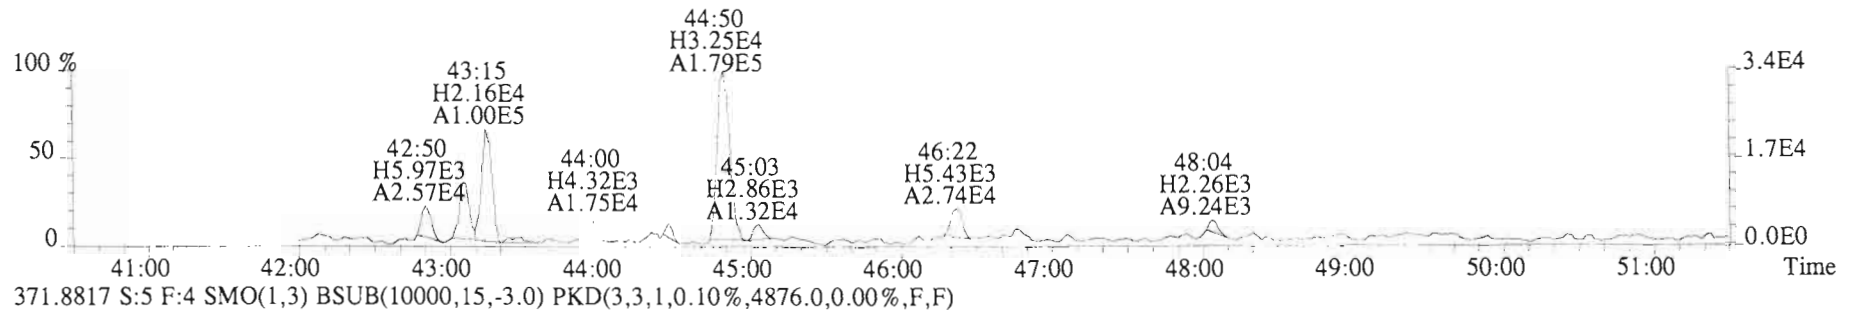 44:50
H3.25E4
A1.79E5
100 %
3.4E4
43:15
H2.16E4
A1.00E5
42:50
H5.97E3
A2.57E4
44:00
H4.32E3
A1.75E4
45:03
H2.86E3
A1.32E4
46:22
H5.43E3
A2.74E4
48:04
H2.26E3
A9.24E3
50
1.7E4
0
0.0E0
41:00 42:00 43:00 44:00 45:00 46:00 47:00 48:00 49:00 50:00 51:00 Time
371.8817 S:5 F:4 SMO(1,3) BSUB(10000,15,-3.0) PKD(3,3,1,0.10%,4876.0,0.00%,F,F)